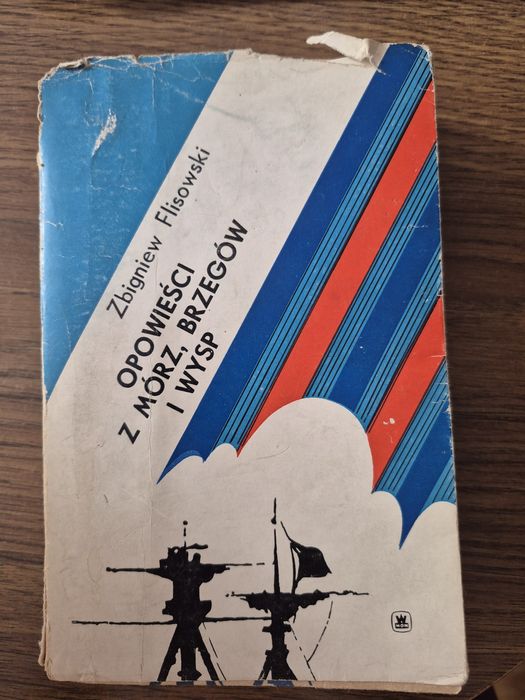 Zbigniew Flisowski
OPOWIEŚCI
Z MÓRZ, BRZEGÓW
I WYSP